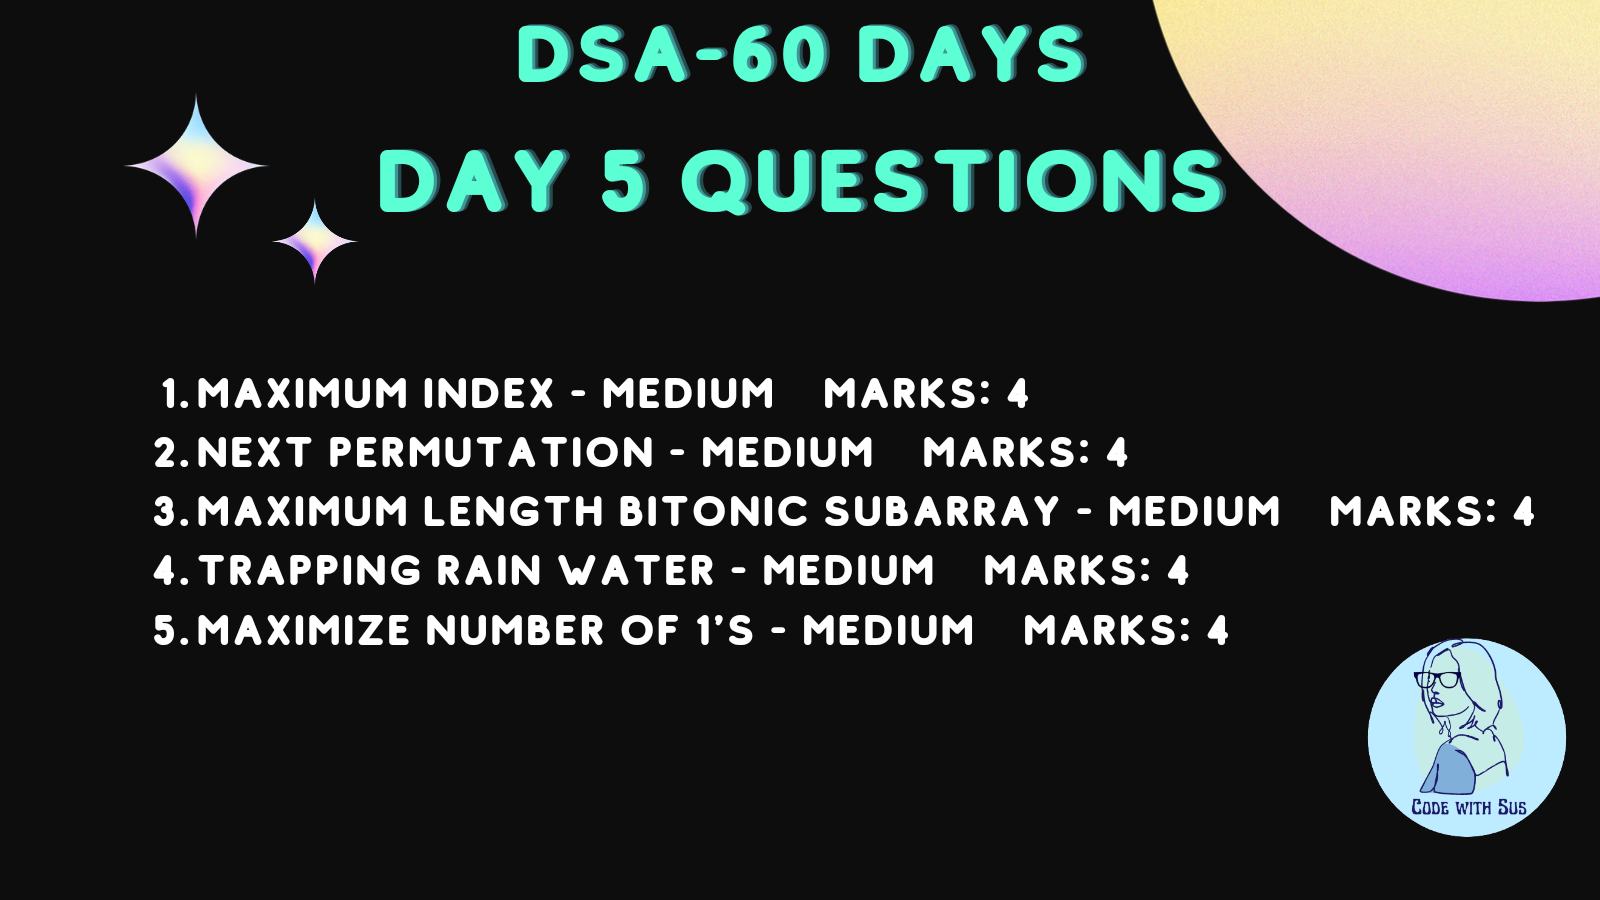 DSA-60 DAYS
DAY 5 QUESTIONS
1. MAXIMUM INDEX - MEDIUM MARKS: 4
2. NEXT PERMUTATION - MEDIUM MARKS: 4
3. MAXIMUM LENGTH BITONIC SUBARRAY - MEDIUM MARKS: 4
4. TRAPPING RAIN WATER - MEDIUM MARKS: 4
5. MAXIMIZE NUMBER OF 1'S - MEDIUM MARKS: 4
CODE WITH SUS